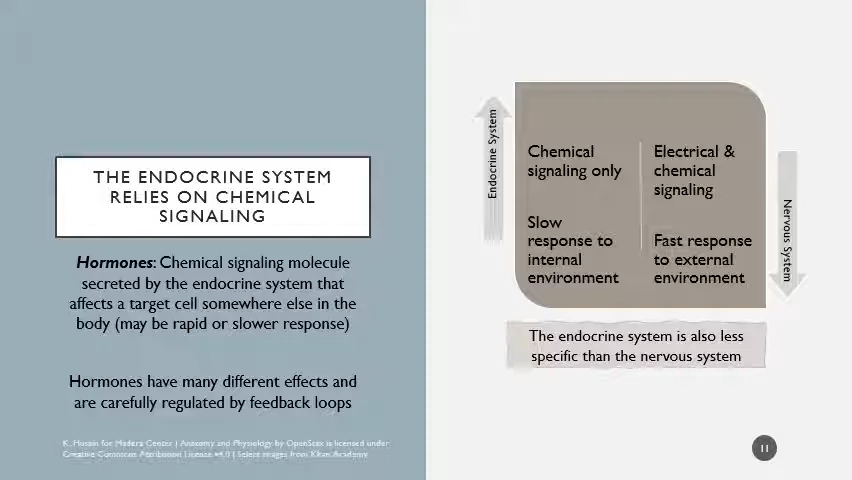 THE ENDOCRINE SYSTEM
RELIES ON CHEMICAL
SIGNALING
Hormones: Chemical signaling molecule
secreted by the endocrine system that
affects a target cell somewhere else in the
body (may be rapid or slower response)
Hormones have many different effects and
are carefully regulated by feedback loops
K. Husain for Madera Center | Anatomy and Physiology by OpenStax is licensed under
Creative Commons Attribution License v4.0 | Select images from Khan Academy
Endocrine System
Chemical
signaling only
Slow
response to
internal
environment
Electrical &
chemical
signaling
Fast response
to external
environment
Nervous System
The endocrine system is also less
specific than the nervous system
11